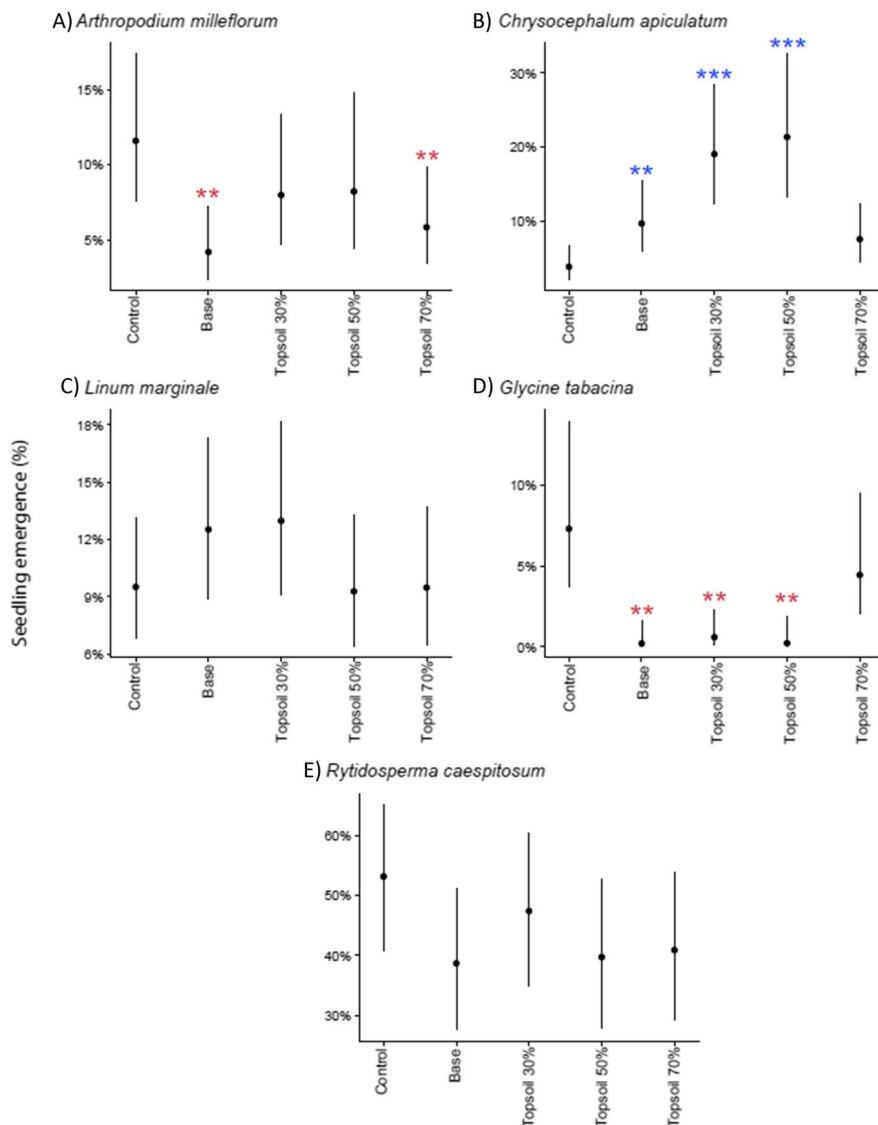 A) Arthropodium milleflorum
15%
10%
5%
**
**
Control
Base
Topsoil 30%
Topsoil 50%
Topsoil 70%
B) Chrysocephalum apiculatum
30%
20%
10%
**
***
***
Control
Base
Topsoil 30%
Topsoil 50%
Topsoil 70%
Seedling emergence (%)
C) Linum marginale
18%
15%
12%
9%
6%
Control
Base
Topsoil 30%
Topsoil 50%
Topsoil 70%
D) Glycine tabacina
10%
5%
0%
**
**
**
Control
Base
Topsoil 30%
Topsoil 50%
Topsoil 70%
E) Rytidosperma caespitosum
60%
50%
40%
30%
Control
Base
Topsoil 30%
Topsoil 50%
Topsoil 70%